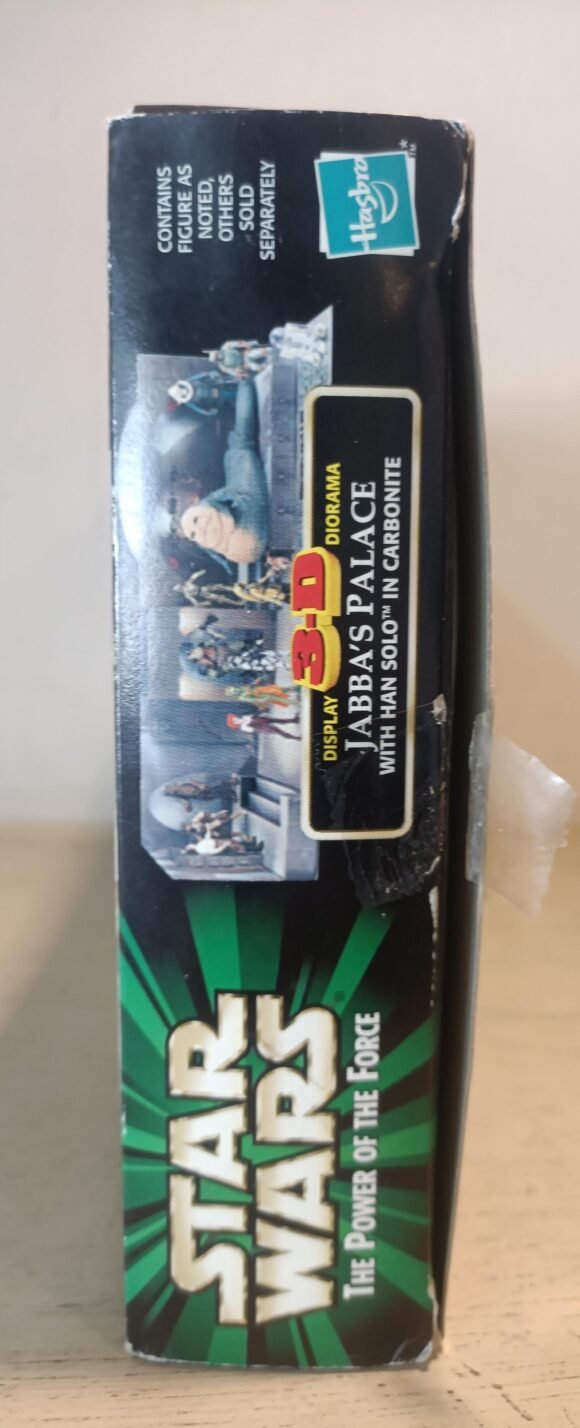 STAR
WARS®
THE POWER OF THE FORCE
DISPLAY 3-D DIORAMA
JABBA'S PALACE
WITH HAN SOLO™ IN CARBONITE
CONTAINS
FIGURE AS
NOTED,
OTHERS
SOLD
SEPARATELY
Hasbro
™*